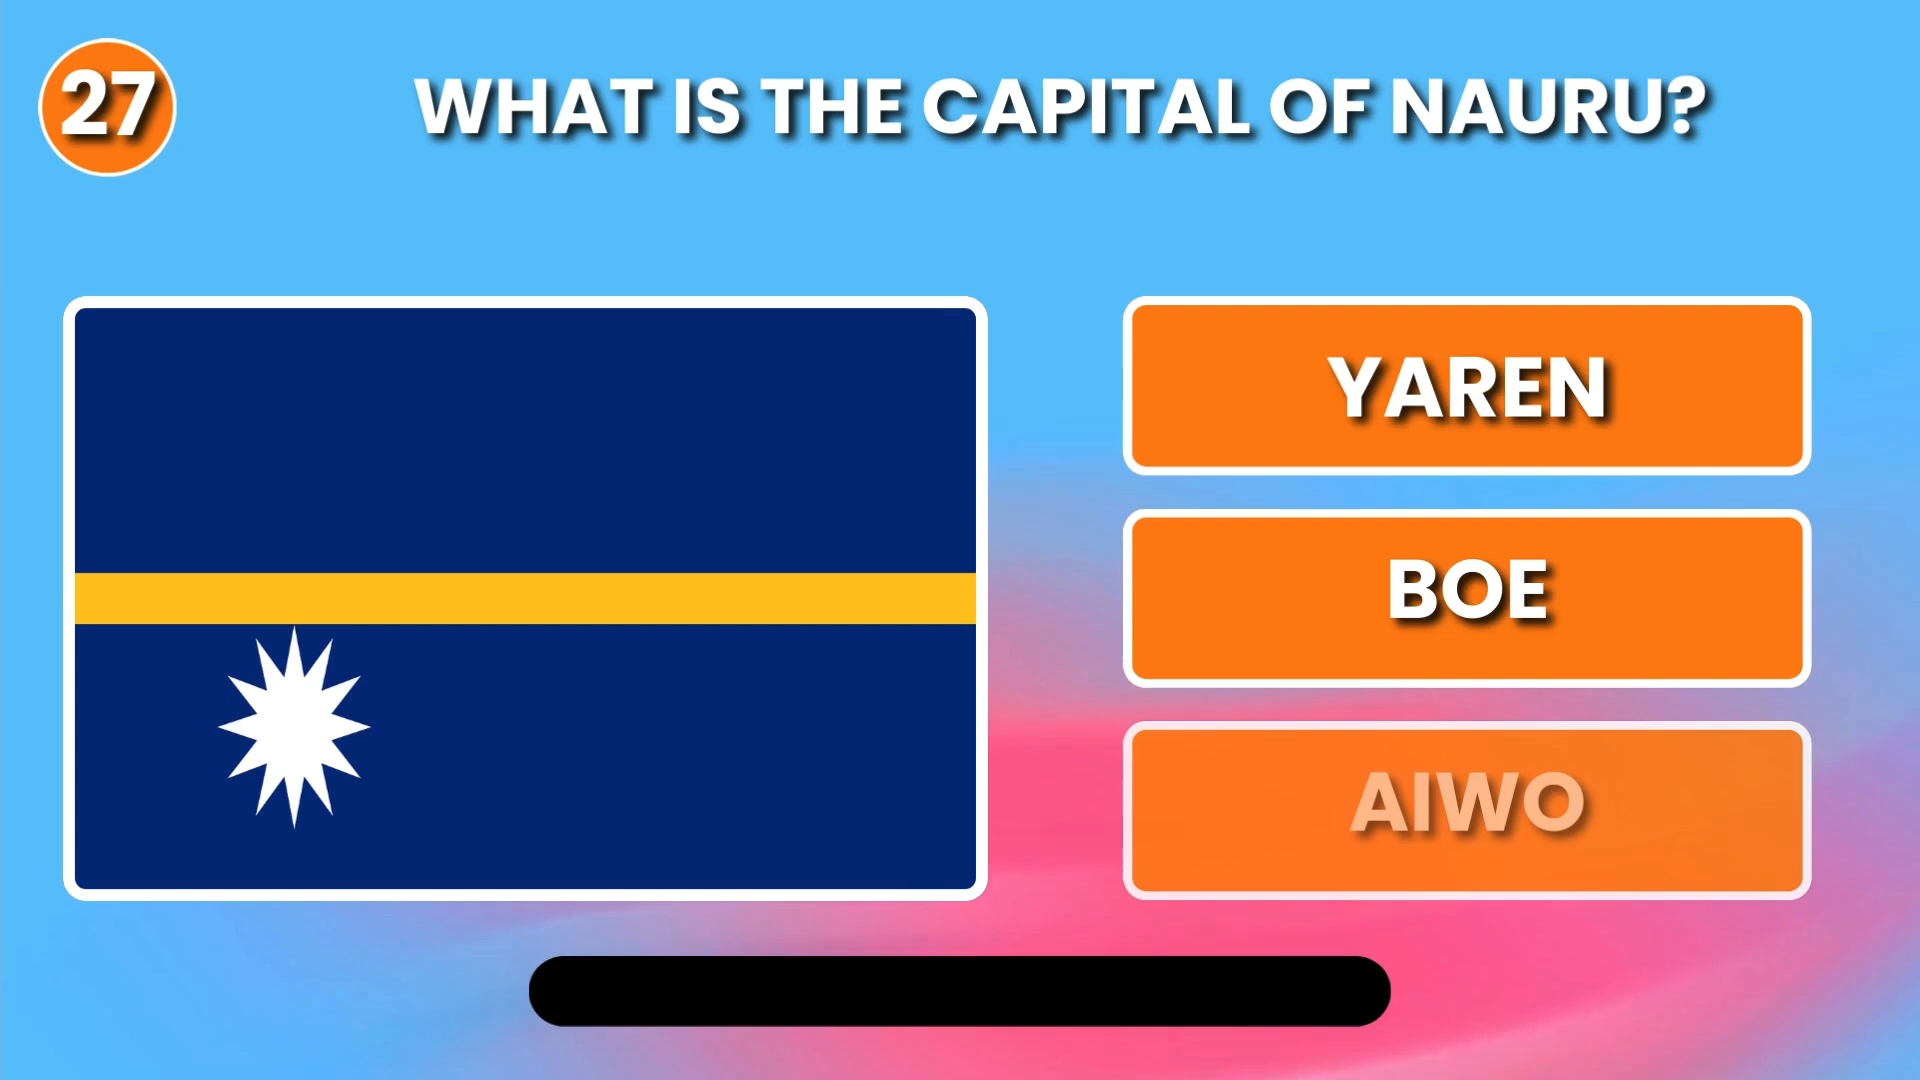 27
WHAT IS THE CAPITAL OF NAURU?
YAREN
BOE
AIWO